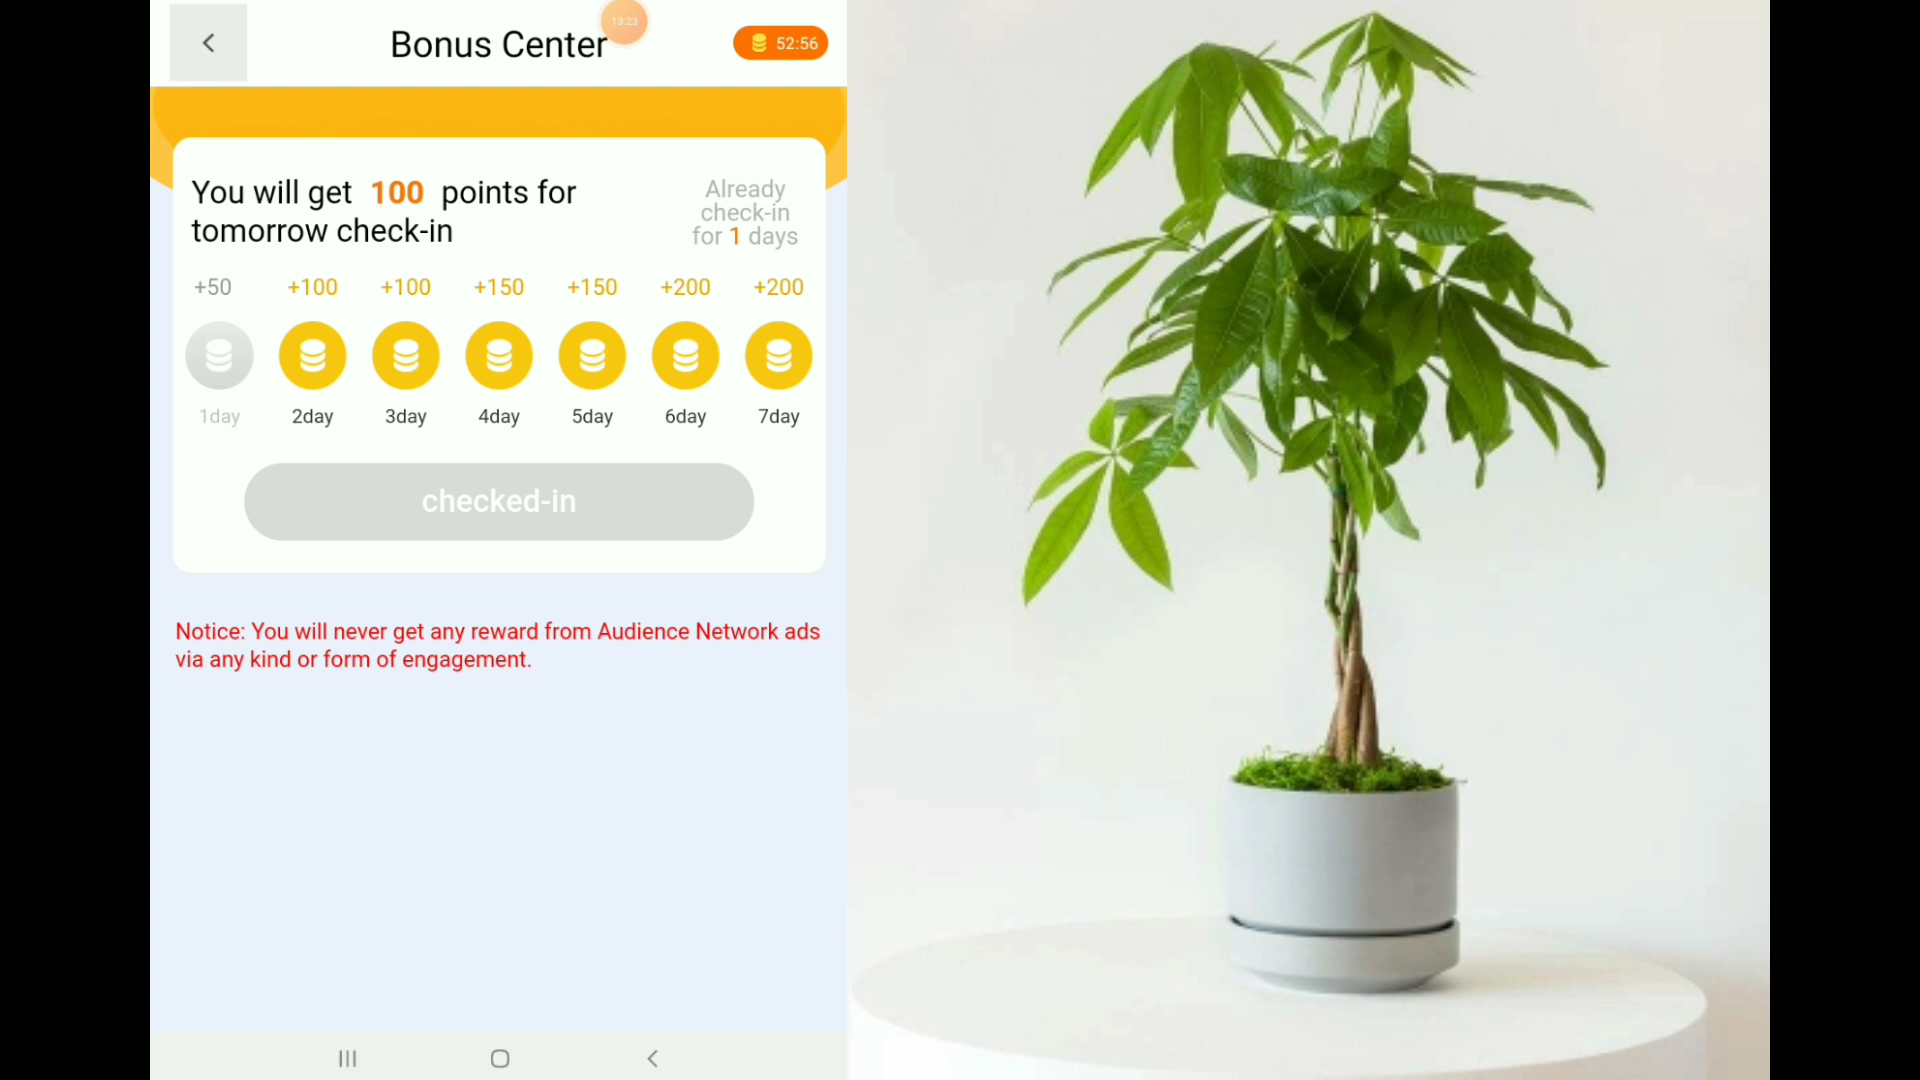 13:23
Bonus Center
52:56
You will get 100 points for
tomorrow check-in
Already
check-in
for 1 days
+50 +100 +100 +150 +150 +200 +200
1day 2day 3day 4day 5day 6day 7day
checked-in
Notice: You will never get any reward from Audience Network ads
via any kind or form of engagement.